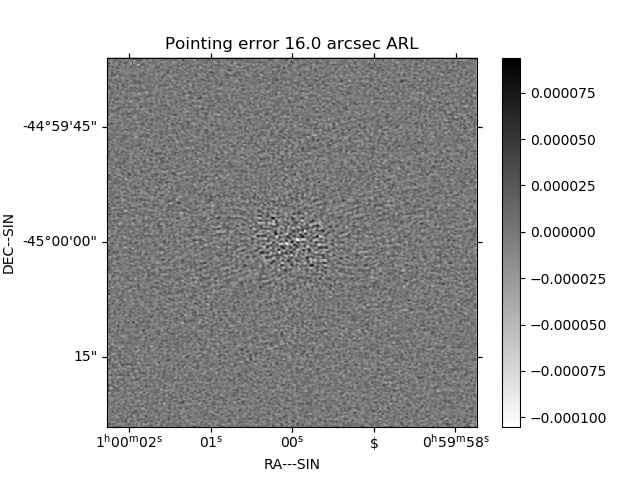 Pointing error 16.0 arcsec ARL
-44°59'45"
-45°00'00"
15"
DEC--SIN
1ʰ00ᵐ02ˢ 01ˢ 00ˢ $ 0ʰ59ᵐ58ˢ
RA---SIN
0.000075
0.000050
0.000025
0.000000
−0.000025
−0.000050
−0.000075
−0.000100